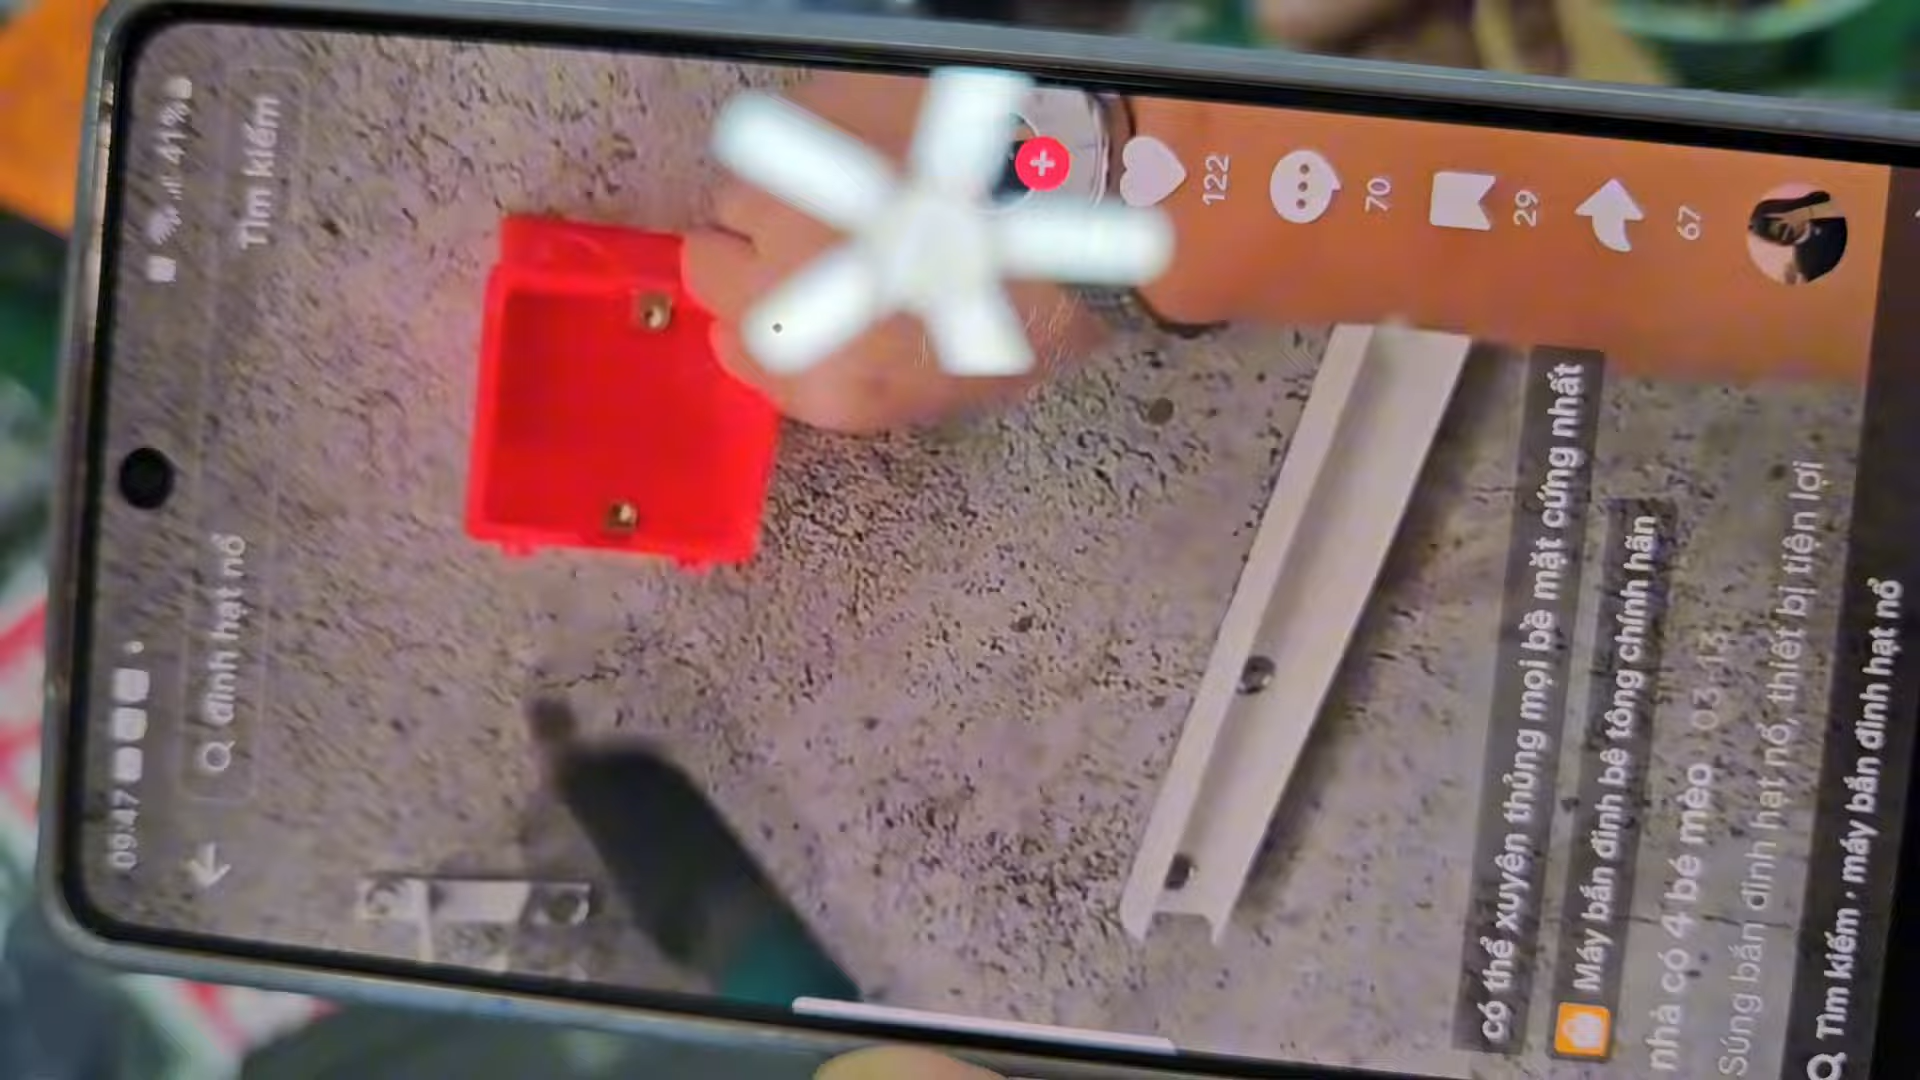 09:47
41%
đinh hạt nổ
Tìm kiếm
122
70
29
67
có thể xuyên thủng mọi bề mặt cứng nhất
Máy bắn đinh bê tông chính hãn
nhà có 4 bé mèo 03-13
Súng bắn đinh hạt nổ, thiết bị tiện lợi
Tìm kiếm · máy bắn đinh hạt nổ